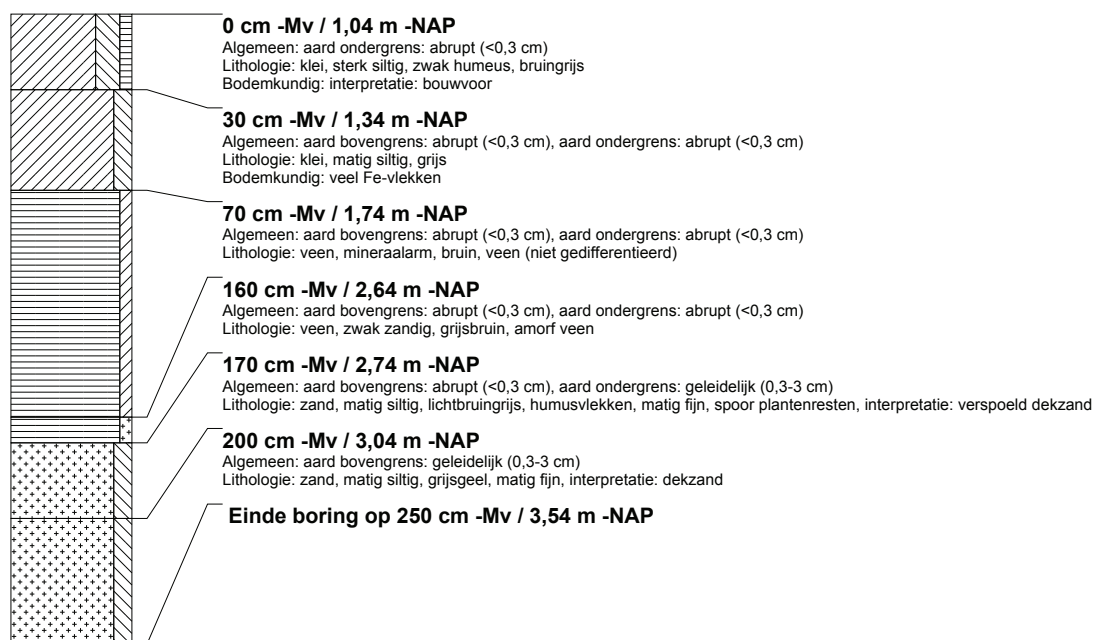 0 cm -Mv / 1,04 m -NAP
Algemeen: aard ondergrens: abrupt (<0,3 cm)
Lithologie: klei, sterk siltig, zwak humeus, bruingrijs
Bodemkundig: interpretatie: bouwvoor
30 cm -Mv / 1,34 m -NAP
Algemeen: aard bovengrens: abrupt (<0,3 cm), aard ondergrens: abrupt (<0,3 cm)
Lithologie: klei, matig siltig, grijs
Bodemkundig: veel Fe-vlekken
70 cm -Mv / 1,74 m -NAP
Algemeen: aard bovengrens: abrupt (<0,3 cm), aard ondergrens: abrupt (<0,3 cm)
Lithologie: veen, mineraalarm, bruin, veen (niet gedifferentieerd)
160 cm -Mv / 2,64 m -NAP
Algemeen: aard bovengrens: abrupt (<0,3 cm), aard ondergrens: abrupt (<0,3 cm)
Lithologie: veen, zwak zandig, grijsbruin, amorf veen
170 cm -Mv / 2,74 m -NAP
Algemeen: aard bovengrens: abrupt (<0,3 cm), aard ondergrens: geleidelijk (0,3-3 cm)
Lithologie: zand, matig siltig, lichtbruingrijs, humusvlekken, matig fijn, spoor plantenresten, interpretatie: verspoeld dekzand
200 cm -Mv / 3,04 m -NAP
Algemeen: aard bovengrens: geleidelijk (0,3-3 cm)
Lithologie: zand, matig siltig, grijsgeel, matig fijn, interpretatie: dekzand
Einde boring op 250 cm -Mv / 3,54 m -NAP